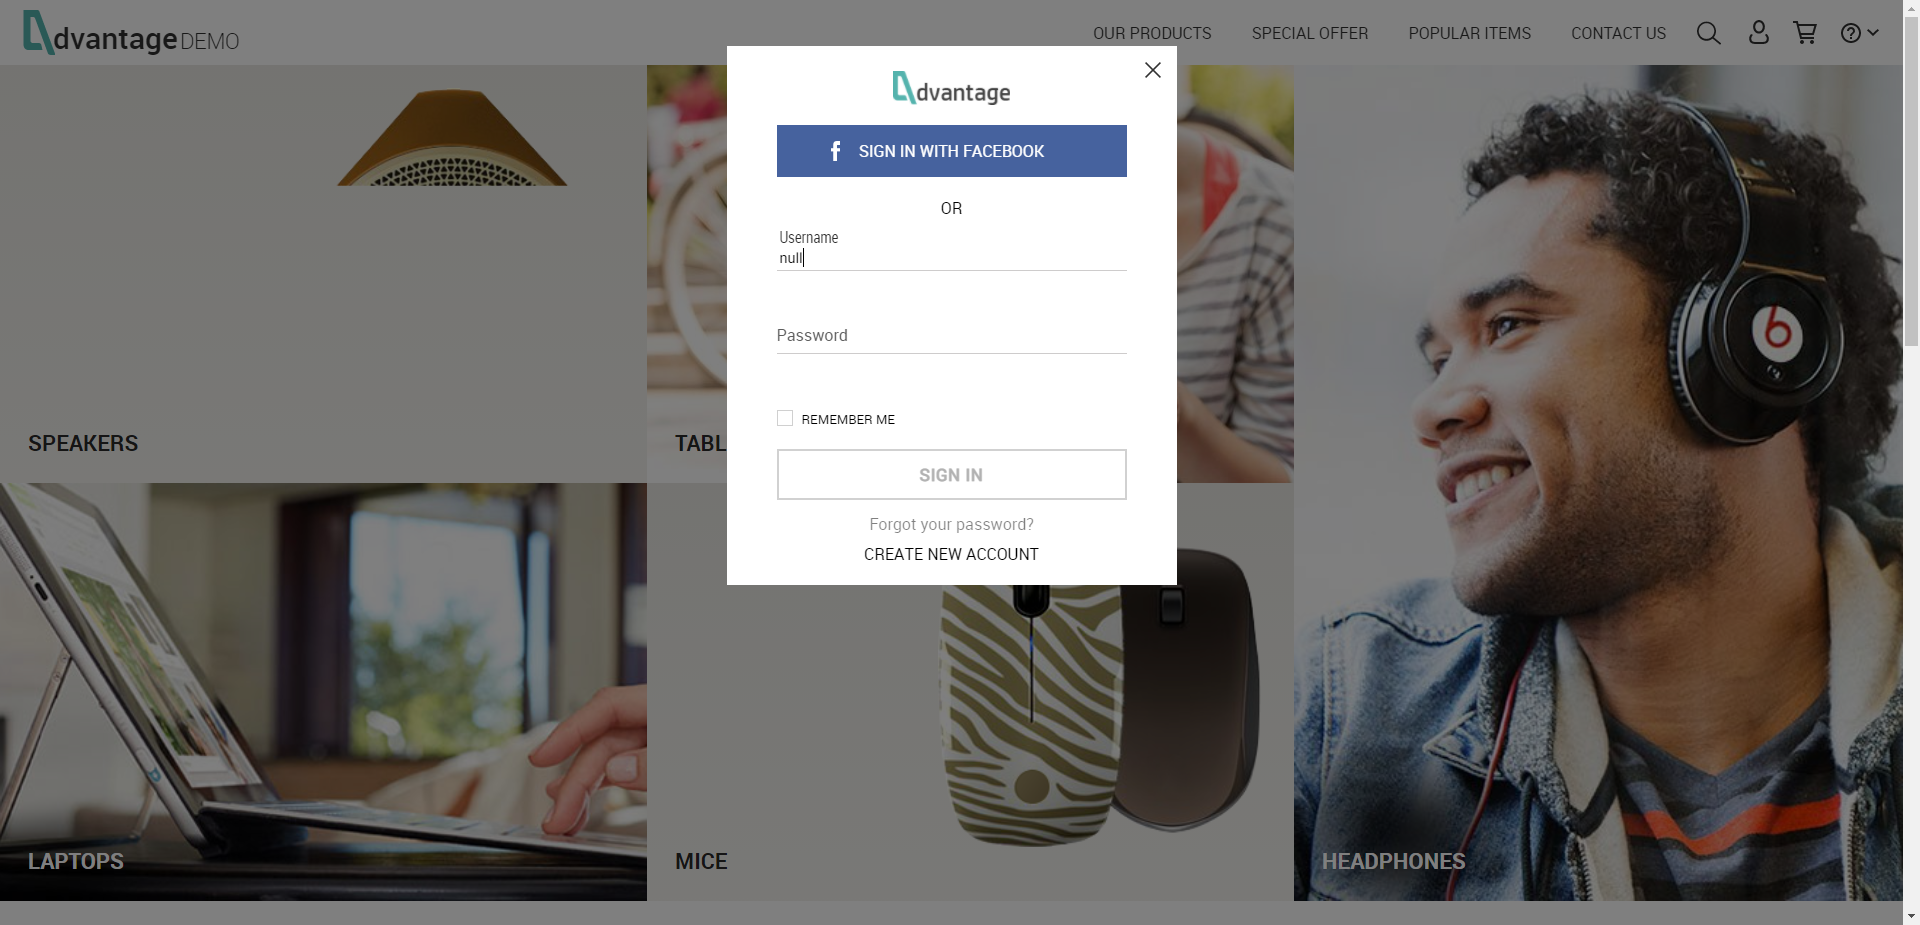 dvantage DEMO
OUR PRODUCTS
SPECIAL OFFER
POPULAR ITEMS
CONTACT US
dvantage
SIGN IN WITH FACEBOOK
OR
Username
null
Password
REMEMBER ME
SIGN IN
Forgot your password?
CREATE NEW ACCOUNT
SPEAKERS
TABL
LAPTOPS
MICE
HEADPHONES